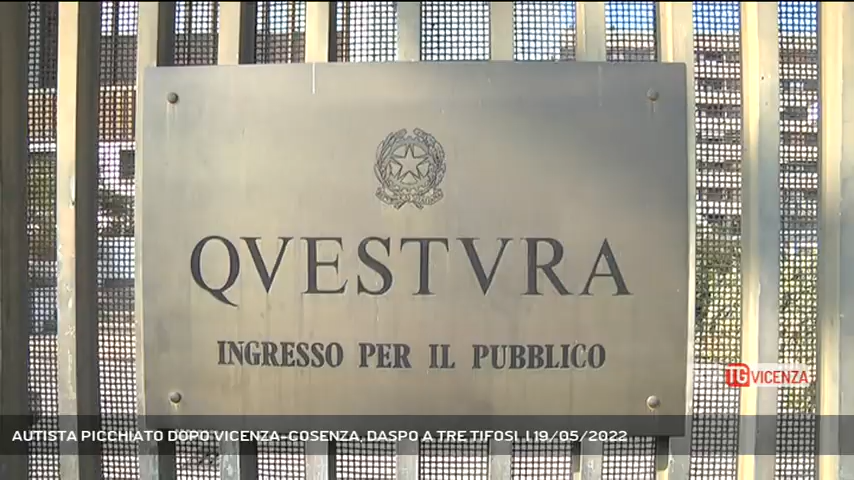 QVESTVRA
INGRESSO PER IL PUBBLICO
TG VICENZA
AUTISTA PICCHIATO DOPO VICENZA-COSENZA, DASPO A TRE TIFOSI. | 19/05/2022